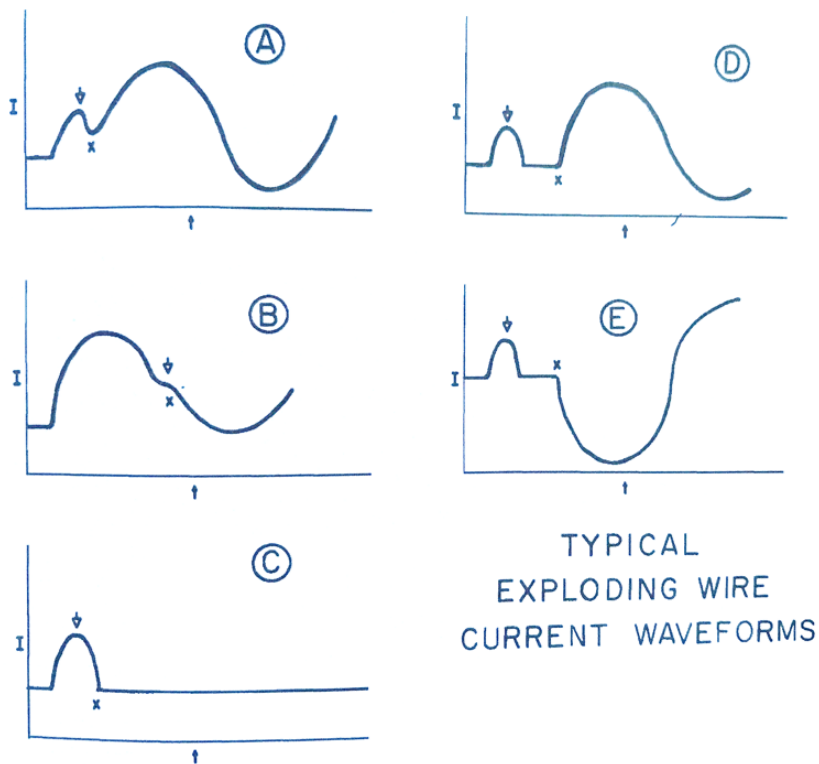 A
I
x
B
I
x
C
I
x
D
I
x
E
I
x
TYPICAL
EXPLODING WIRE
CURRENT WAVEFORMS